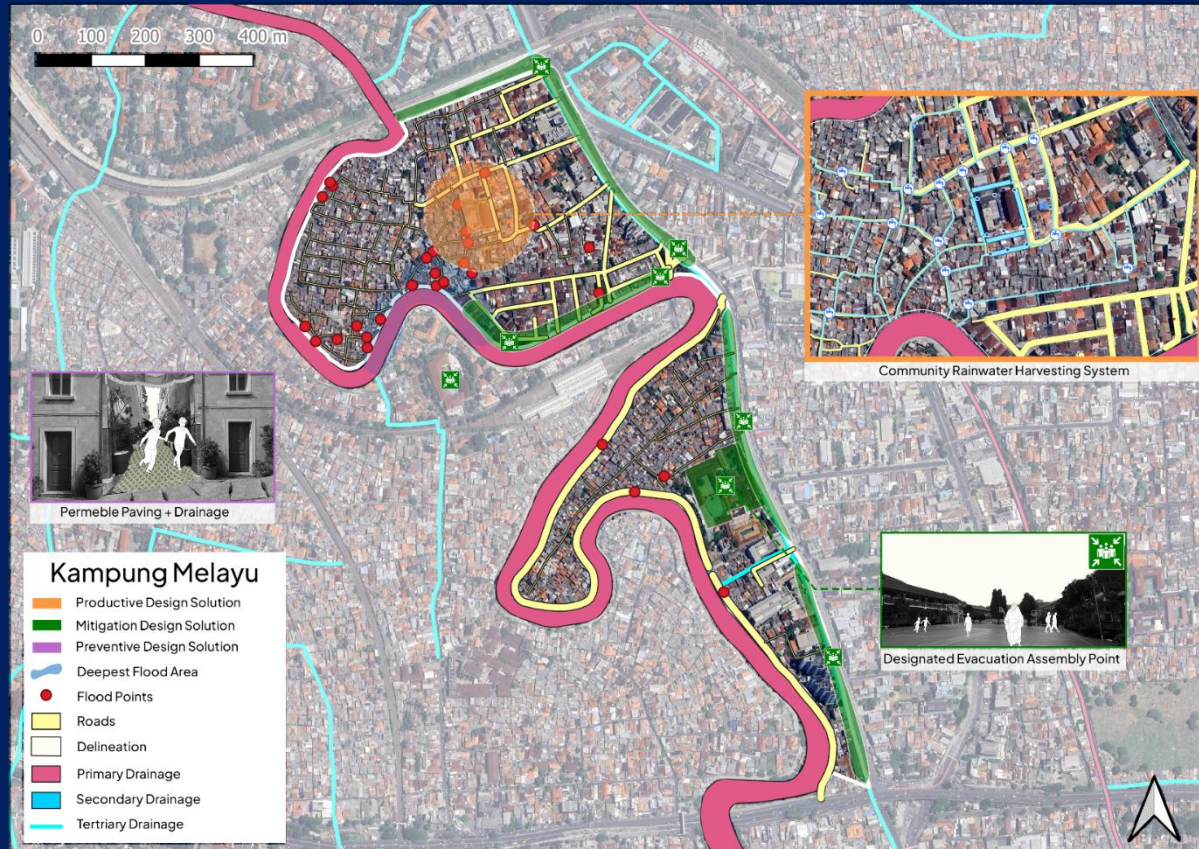 0 100 200 300 400 m
Community Rainwater Harvesting System
Permeble Paving + Drainage
Designated Evacuation Assembly Point
Kampung Melayu
Productive Design Solution
Mitigation Design Solution
Preventive Design Solution
Deepest Flood Area
Flood Points
Roads
Delineation
Primary Drainage
Secondary Drainage
Tertriary Drainage